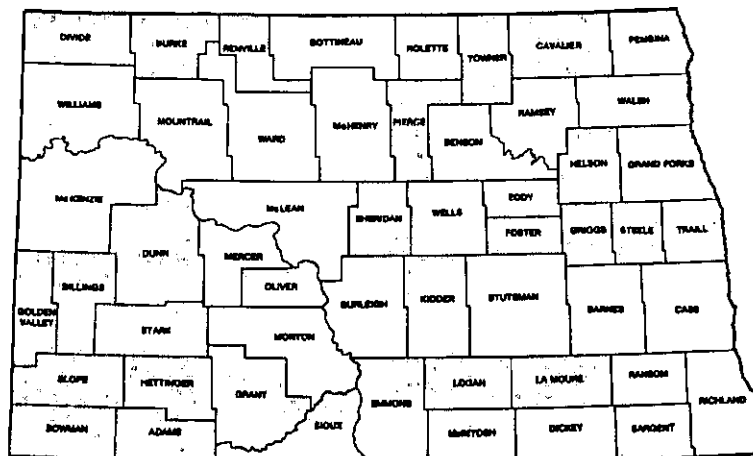 DIVIDE
BURKE
RENVILLE
BOTTINEAU
ROLETTE
TOWNER
CAVALIER
PEMBINA
WILLIAMS
MOUNTRAIL
WARD
McHENRY
PIERCE
BENSON
RAMSEY
WALSH
NELSON
GRAND FORKS
McKENZIE
DUNN
McLEAN
MERCER
OLIVER
SHERIDAN
WELLS
EDDY
FOSTER
GRIGGS
STEELE
TRAILL
GOLDEN
VALLEY
BILLINGS
STARK
MORTON
BURLEIGH
KIDDER
STUTSMAN
BARNES
CASS
SLOPE
HETTINGER
GRANT
SIOUX
EMMONS
LOGAN
LA MOURE
RANSOM
RICHLAND
BOWMAN
ADAMS
McINTOSH
DICKEY
SARGENT